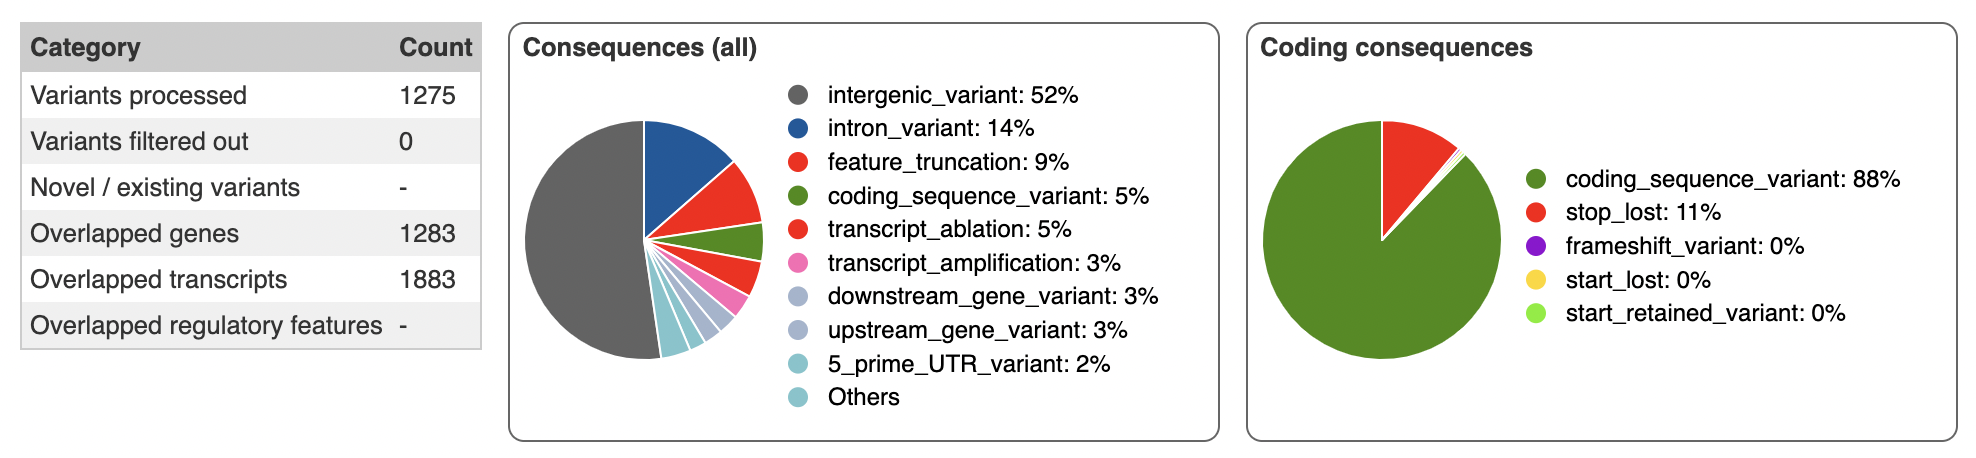 Category Count
Variants processed 1275
Variants filtered out 0
Novel / existing variants -
Overlapped genes 1283
Overlapped transcripts 1883
Overlapped regulatory features -
Consequences (all)
intergenic_variant: 52%
intron_variant: 14%
feature_truncation: 9%
coding_sequence_variant: 5%
transcript_ablation: 5%
transcript_amplification: 3%
downstream_gene_variant: 3%
upstream_gene_variant: 3%
5_prime_UTR_variant: 2%
Others
Coding consequences
coding_sequence_variant: 88%
stop_lost: 11%
frameshift_variant: 0%
start_lost: 0%
start_retained_variant: 0%